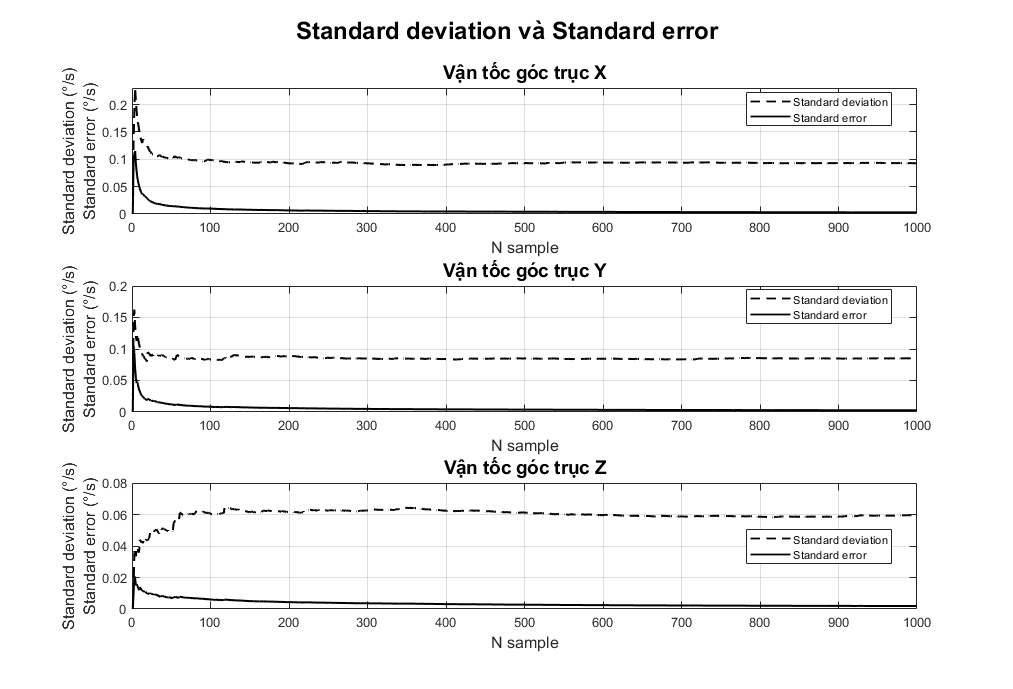 Standard deviation và Standard error
Vận tốc góc trục X
Standard deviation (°/s)
Standard error (°/s)
0.2
0.15
0.1
0.05
0
Standard deviation
Standard error
0 100 200 300 400 500 600 700 800 900 1000
N sample
Vận tốc góc trục Y
Standard deviation (°/s)
Standard error (°/s)
0.2
0.15
0.1
0.05
0
Standard deviation
Standard error
0 100 200 300 400 500 600 700 800 900 1000
N sample
Vận tốc góc trục Z
Standard deviation (°/s)
Standard error (°/s)
0.08
0.06
0.04
0.02
0
Standard deviation
Standard error
0 100 200 300 400 500 600 700 800 900 1000
N sample